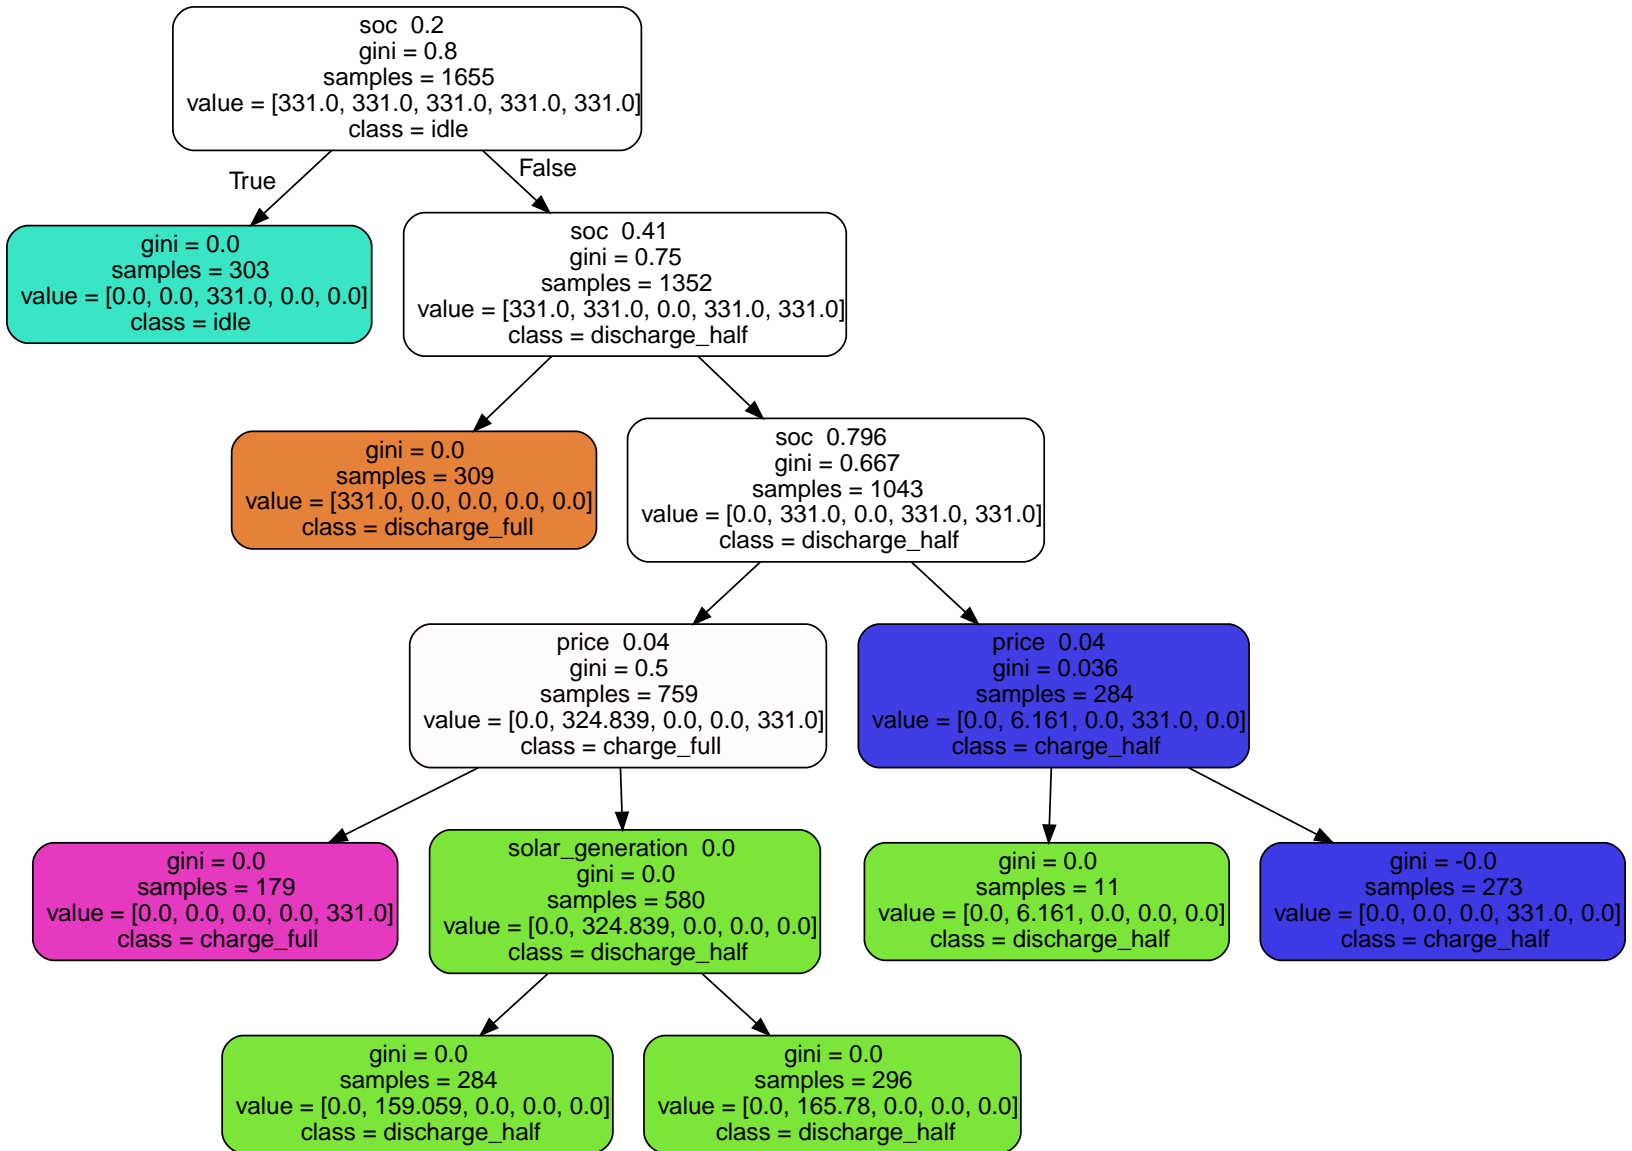 soc  0.2
gini = 0.8
samples = 1655
value = [331.0, 331.0, 331.0, 331.0, 331.0]
class = idle
True
False
gini = 0.0
samples = 303
value = [0.0, 0.0, 331.0, 0.0, 0.0]
class = idle
soc  0.41
gini = 0.75
samples = 1352
value = [331.0, 331.0, 0.0, 331.0, 331.0]
class = discharge_half
gini = 0.0
samples = 309
value = [331.0, 0.0, 0.0, 0.0, 0.0]
class = discharge_full
soc  0.796
gini = 0.667
samples = 1043
value = [0.0, 331.0, 0.0, 331.0, 331.0]
class = discharge_half
price  0.04
gini = 0.5
samples = 759
value = [0.0, 324.839, 0.0, 0.0, 331.0]
class = charge_full
price  0.04
gini = 0.036
samples = 284
value = [0.0, 6.161, 0.0, 331.0, 0.0]
class = charge_half
gini = 0.0
samples = 179
value = [0.0, 0.0, 0.0, 0.0, 331.0]
class = charge_full
solar_generation  0.0
gini = 0.0
samples = 580
value = [0.0, 324.839, 0.0, 0.0, 0.0]
class = discharge_half
gini = 0.0
samples = 11
value = [0.0, 6.161, 0.0, 0.0, 0.0]
class = discharge_half
gini = -0.0
samples = 273
value = [0.0, 0.0, 0.0, 331.0, 0.0]
class = charge_half
gini = 0.0
samples = 284
value = [0.0, 159.059, 0.0, 0.0, 0.0]
class = discharge_half
gini = 0.0
samples = 296
value = [0.0, 165.78, 0.0, 0.0, 0.0]
class = discharge_half